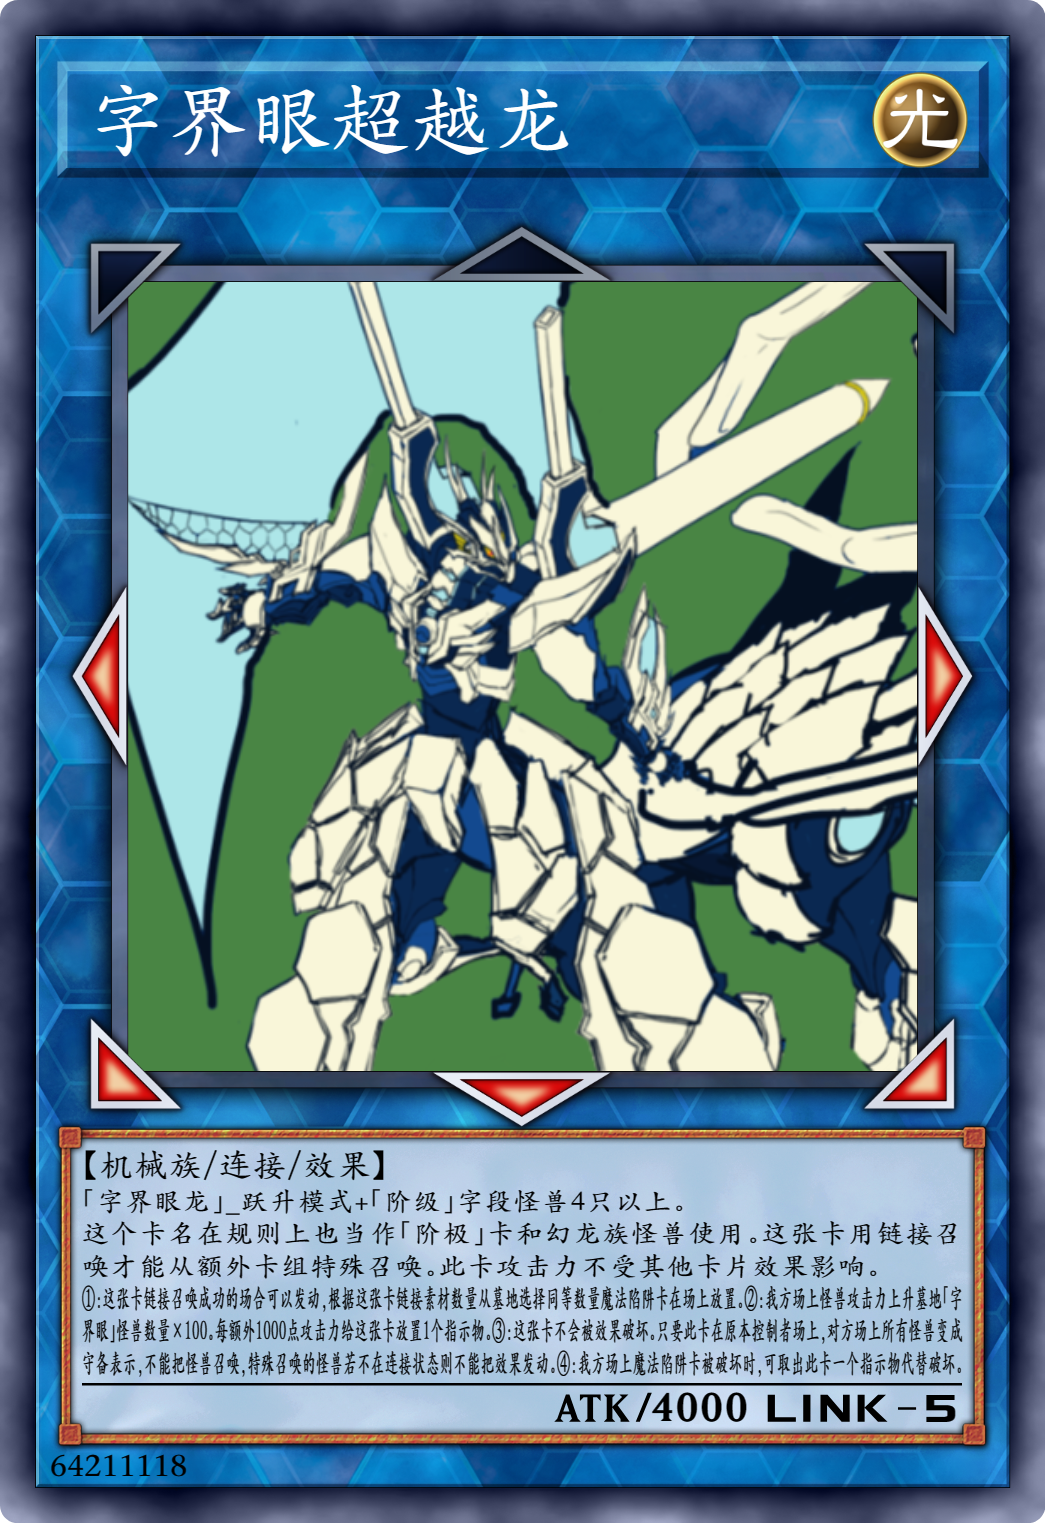 字界眼超越龙
光
【机械族/连接/效果】
「字界眼龙」_跃升模式+「阶级」字段怪兽4只以上。
这个卡名在规则上也当作「阶极」卡和幻龙族怪兽使用。这张卡用链接召
唤才能从额外卡组特殊召唤。此卡攻击力不受其他卡片效果影响。
①:这张卡链接召唤成功的场合可以发动,根据这张卡链接素材数量从墓地选择同等数量魔法陷阱卡在场上放置。②:我方场上怪兽攻击力上升墓地「字
界眼」怪兽数量×100。每额外1000点攻击力给这张卡放置1个指示物。③:这张卡不会被效果破坏。只要此卡在原本控制者场上,对方场上所有怪兽变成
守备表示,不能把怪兽召唤,特殊召唤的怪兽若不在连接状态则不能把效果发动。④:我方场上魔法陷阱卡被破坏时,可取出此卡一个指示物代替破坏。
ATK/4000 LINK-5
64211118